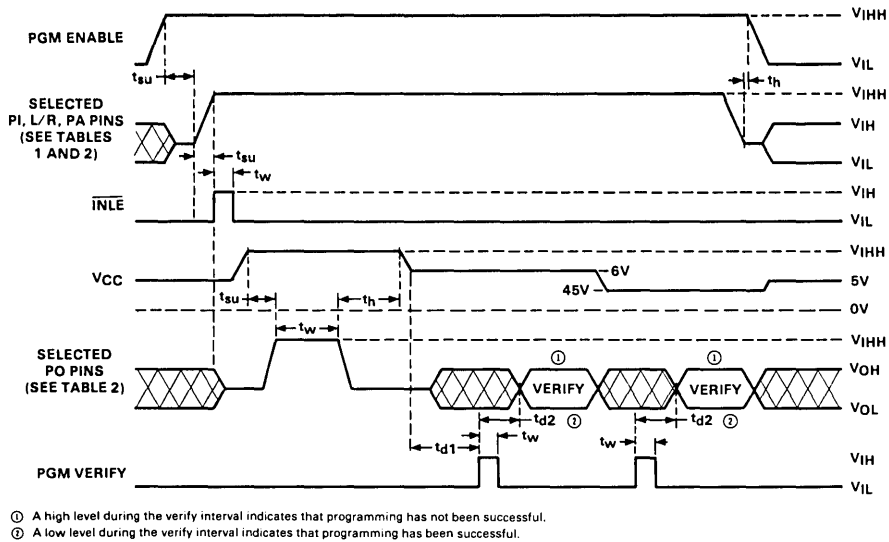 PGM ENABLE
VIHH
VIL
tsu
th
SELECTED
PI, L/R, PA PINS
(SEE TABLES
1 AND 2)
VIHH
VIH
VIL
tsu
tw
INLE
VIH
VIL
VCC
VIHH
6V
45V
5V
0V
tsu
th
tw
SELECTED
PO PINS
(SEE TABLE 2)
VIHH
① ①
VERIFY VERIFY
VOH
VOL
td2 ② td2 ②
td1 tw tw
PGM VERIFY
VIH
VIL
① A high level during the verify interval indicates that programming has not been successful.
② A low level during the verify interval indicates that programming has been successful.